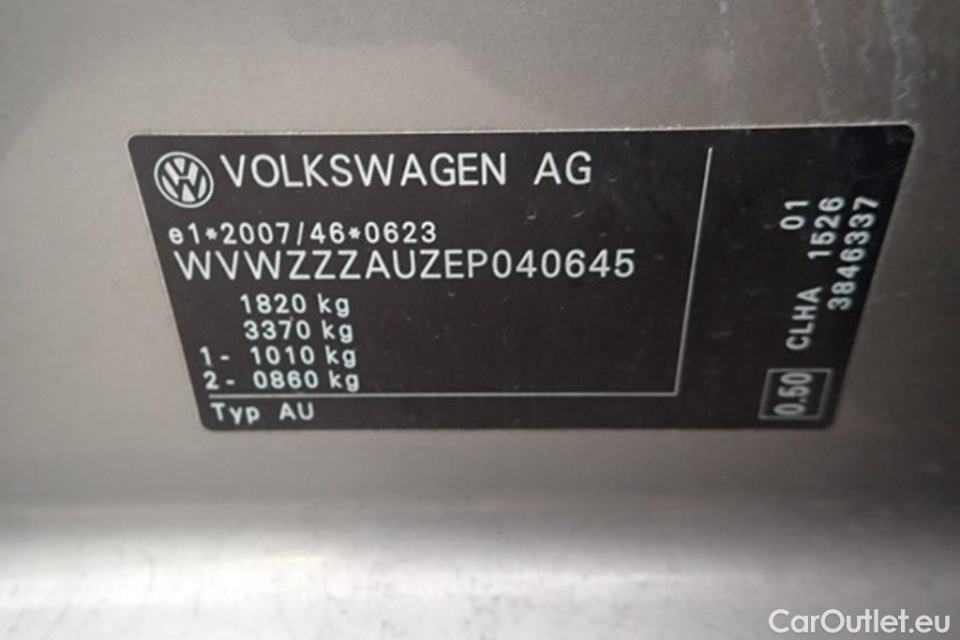 VOLKSWAGEN AG
e1*2007/46*0623
WVWZZZAUZEP040645
1820 kg
3370 kg
1- 1010 kg
2- 0860 kg
Typ AU
01
CLHA 1526
3846337
0.50
CarOutlet.eu